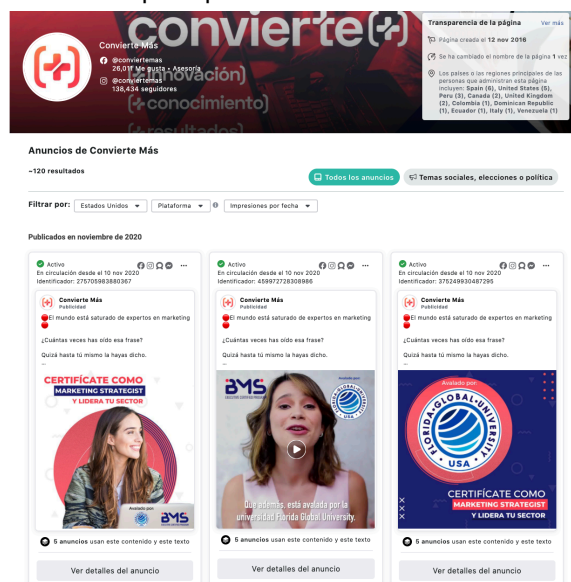 convierte[+]
[+innovación]
[+conocimiento]
[+resultados]
Convierte Más
@conviertemas
26,011 Me gusta • Asesoría
@conviertemas
138,434 seguidores
Transparencia de la página
Ver más
Página creada el 12 nov 2016
Se ha cambiado el nombre de la página 1 vez
Los países o las regiones principales de las
personas que administran esta página
incluyen: Spain (6), United States (5),
Peru (3), Canada (2), United Kingdom
(2), Colombia (1), Dominican Republic
(1), Ecuador (1), Italy (1), Venezuela (1)
Anuncios de Convierte Más
~120 resultados
Todos los anuncios
Temas sociales, elecciones o política
Filtrar por:
Estados Unidos
Plataforma
Impresiones por fecha
Publicados en noviembre de 2020
Activo
En circulación desde el 10 nov 2020
Identificador: 275705983880367
Convierte Más
Publicidad
El mundo está saturado de expertos en marketing
¿Cuántas veces has oído esa frase?
Quizá hasta tú mismo la hayas dicho.
...
CERTIFÍCATE COMO
MARKETING STRATEGIST
Y LIDERA TU SECTOR
Avalado por:
BMS
5 anuncios usan este contenido y este texto
Ver detalles del anuncio
Activo
En circulación desde el 10 nov 2020
Identificador: 459972728308986
Convierte Más
Publicidad
El mundo está saturado de expertos en marketing
¿Cuántas veces has oído esa frase?
Quizá hasta tú mismo la hayas dicho.
...
BMS
FLORIDA·GLOBAL·UNIVERSITY
USA
Que además, está avalada por la
universidad Florida Global University.
5 anuncios usan este contenido y este texto
Ver detalles del anuncio
Activo
En circulación desde el 10 nov 2020
Identificador: 375249930487295
Convierte Más
Publicidad
El mundo está saturado de expertos en marketing
¿Cuántas veces has oído esa frase?
Quizá hasta tú mismo la hayas dicho.
...
Avalado por:
FLORIDA·GLOBAL·UNIVERSITY
USA
CERTIFÍCATE COMO
MARKETING STRATEGIST
Y LIDERA TU SECTOR
5 anuncios usan este contenido y este texto
Ver detalles del anuncio